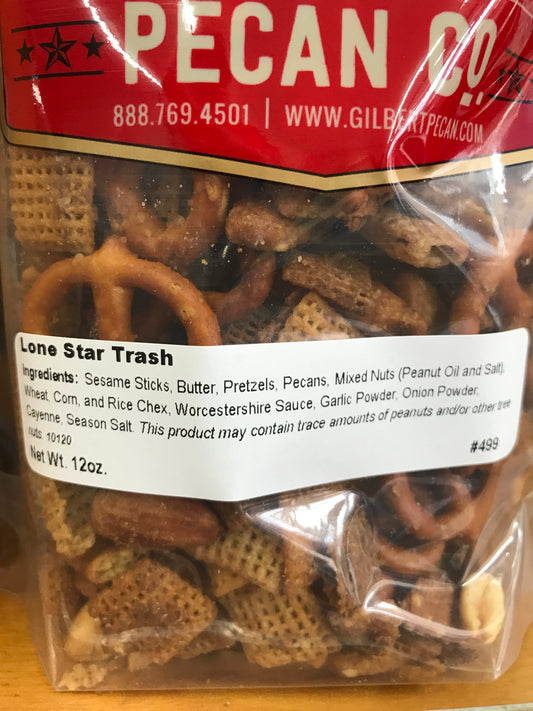 PECAN Co.
888.769.4501 | WWW.GILBERTPECAN.COM
Lone Star Trash
Ingredients: Sesame Sticks, Butter, Pretzels, Pecans, Mixed Nuts (Peanut Oil and Salt),
Wheat, Corn, and Rice Chex, Worcestershire Sauce, Garlic Powder, Onion Powder,
Cayenne, Season Salt. This product may contain trace amounts of peanuts and/or other tree
nuts 10120
Net Wt. 12oz.
#499